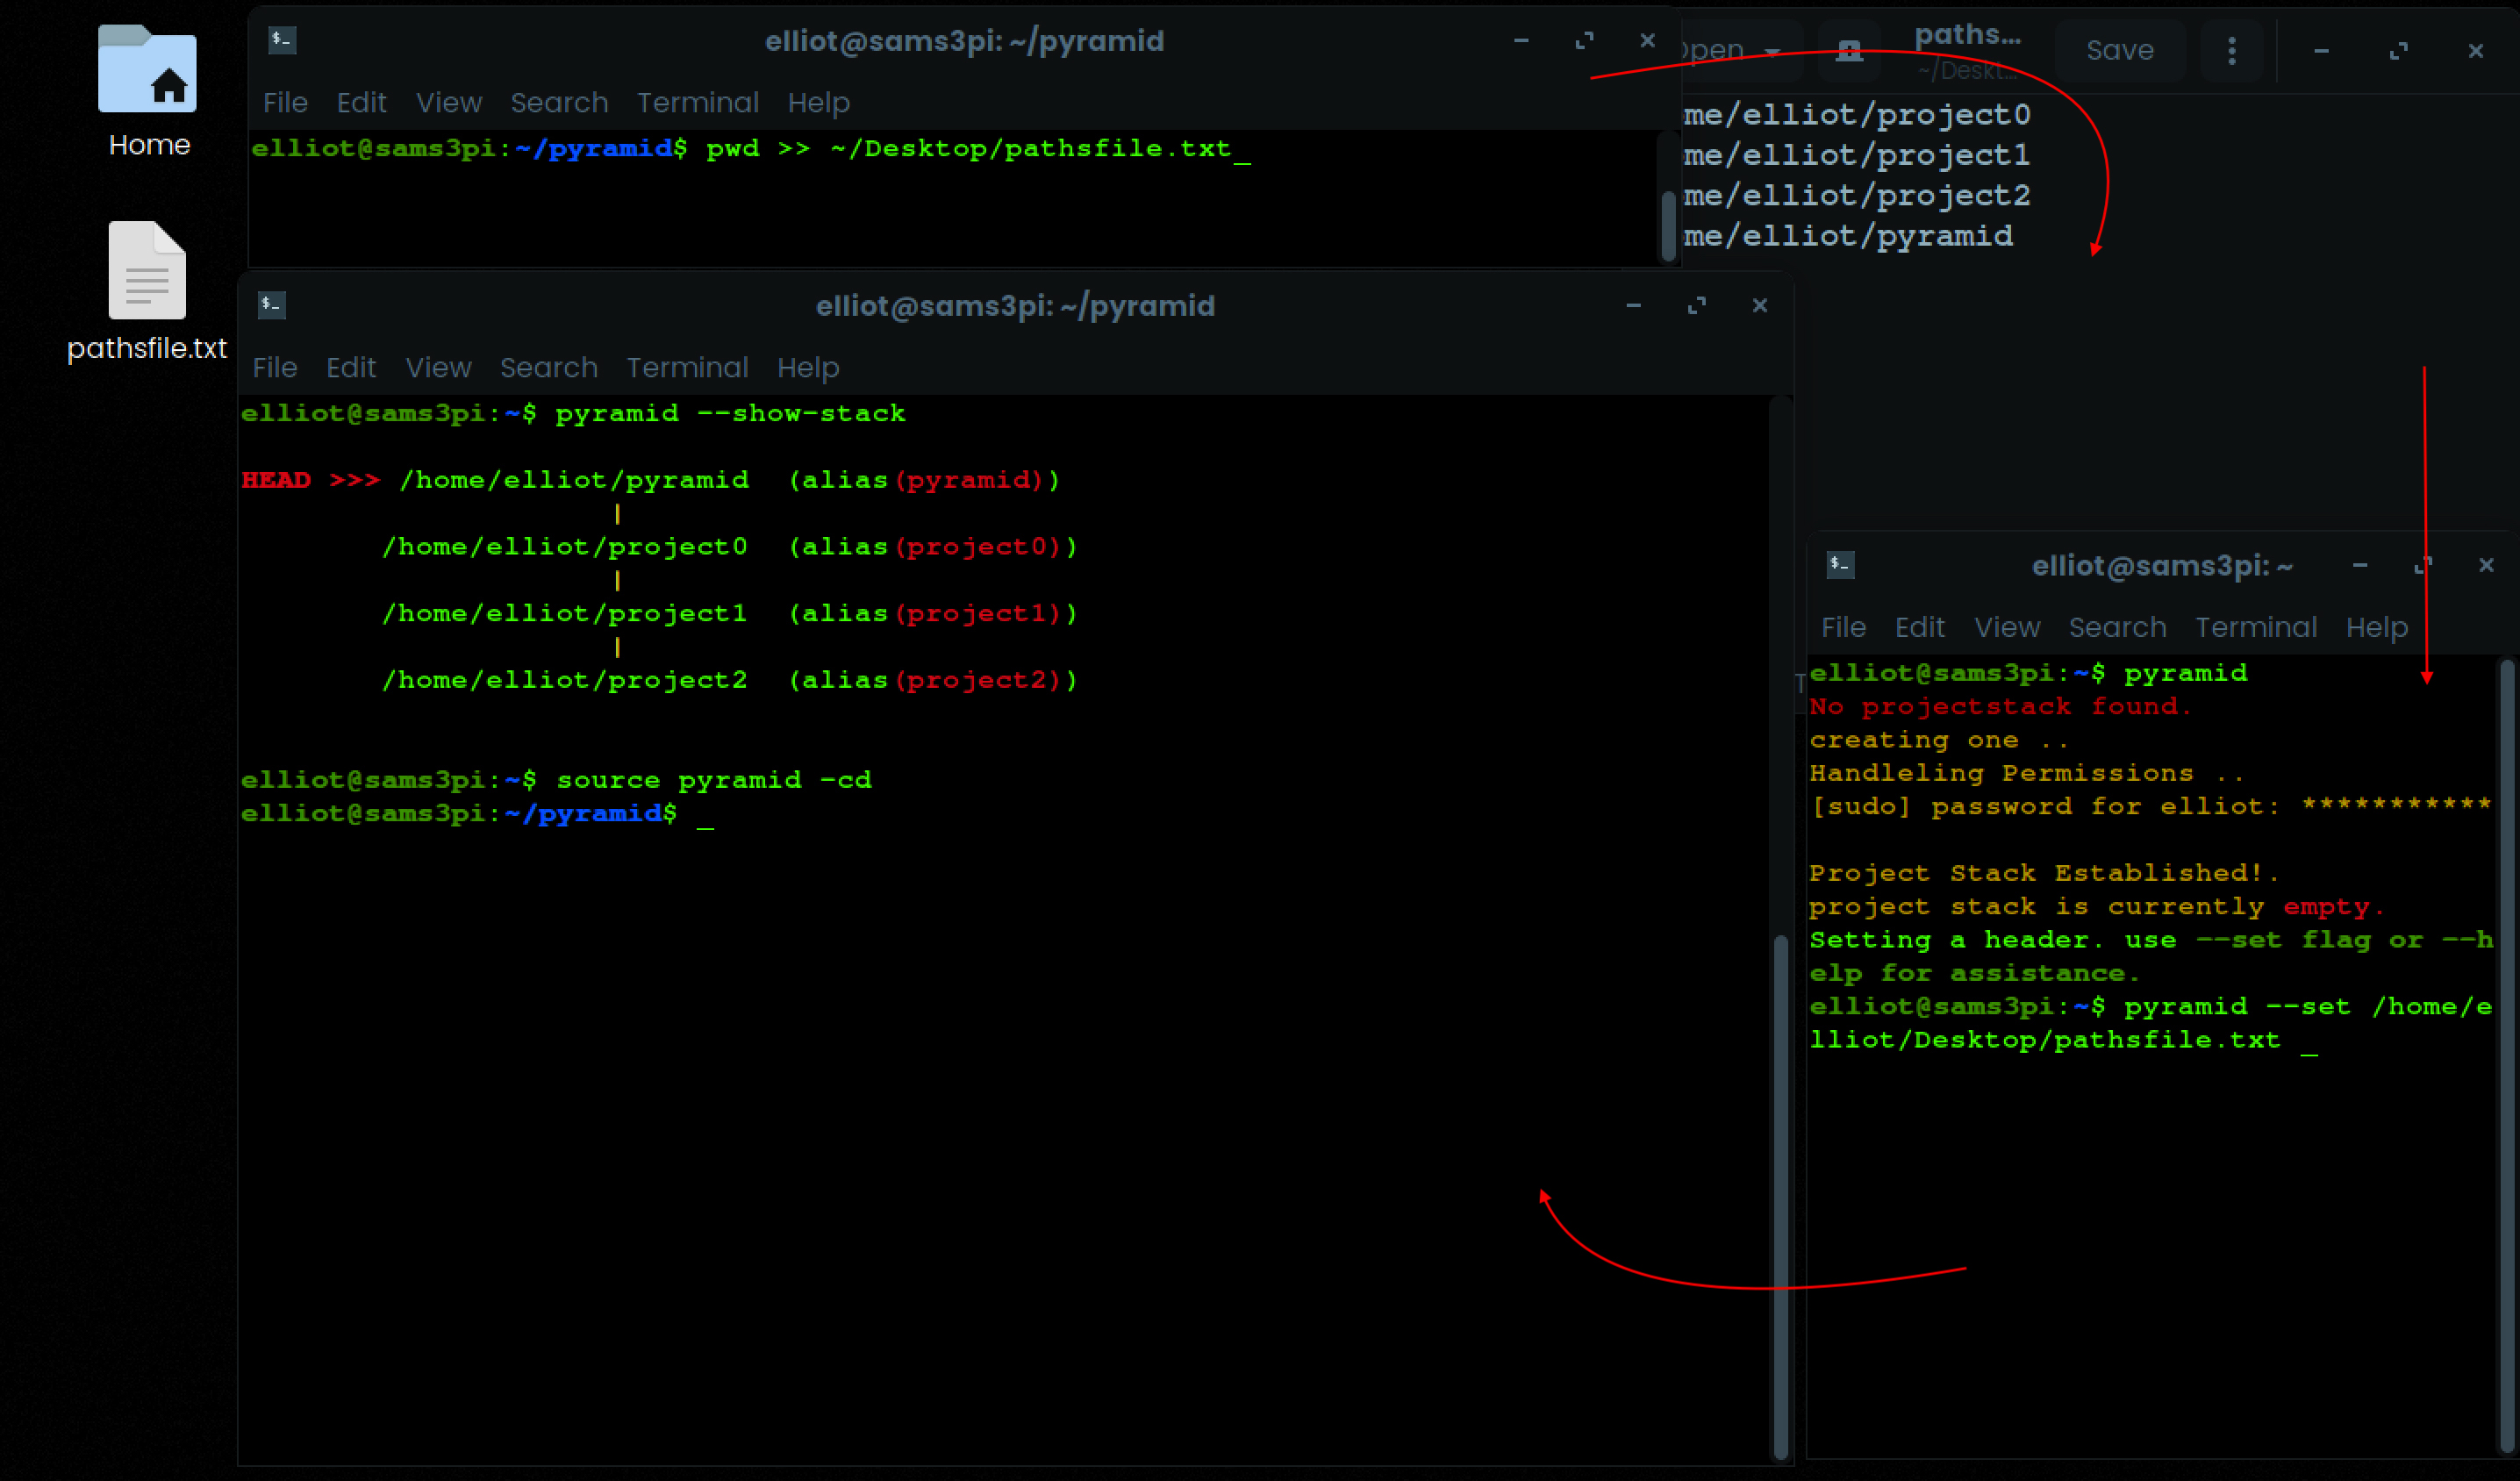 Home
pathsfile.txt
elliot@sams3pi: ~/pyramid
File Edit View Search Terminal Help
elliot@sams3pi:~/pyramid$ pwd >> ~/Desktop/pathsfile.txt_
paths...
Save
~/Deskt...
me/elliot/project0
me/elliot/project1
me/elliot/project2
me/elliot/pyramid
elliot@sams3pi: ~/pyramid
File Edit View Search Terminal Help
elliot@sams3pi:~$ pyramid --show-stack
HEAD >>> /home/elliot/pyramid (alias(pyramid))
|
/home/elliot/project0 (alias(project0))
|
/home/elliot/project1 (alias(project1))
|
/home/elliot/project2 (alias(project2))
elliot@sams3pi:~$ source pyramid -cd
elliot@sams3pi:~/pyramid$ _
elliot@sams3pi: ~
File Edit View Search Terminal Help
elliot@sams3pi:~$ pyramid
No projectstack found.
creating one ..
Handleling Permissions ..
[sudo] password for elliot: ***********
Project Stack Established!.
project stack is currently empty.
Setting a header. use --set flag or --h
elp for assistance.
elliot@sams3pi:~$ pyramid --set /home/e
lliot/Desktop/pathsfile.txt _